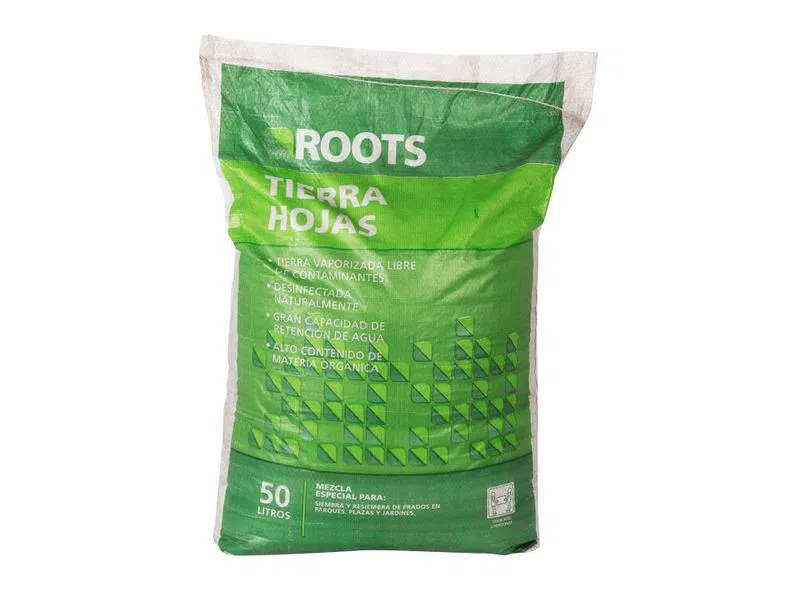 ROOTS
TIERRA
HOJAS
• TIERRA VAPORIZADA LIBRE
DE CONTAMINANTES
• DESINFECTADA
NATURALMENTE
• GRAN CAPACIDAD DE
RETENCIÓN DE AGUA
• ALTO CONTENIDO DE
MATERIA ORGÁNICA
50
LITROS
MEZCLA
ESPECIAL PARA:
SIEMBRA Y RESIEMBRA DE PRADOS EN
PARQUES, PLAZAS Y JARDINES.